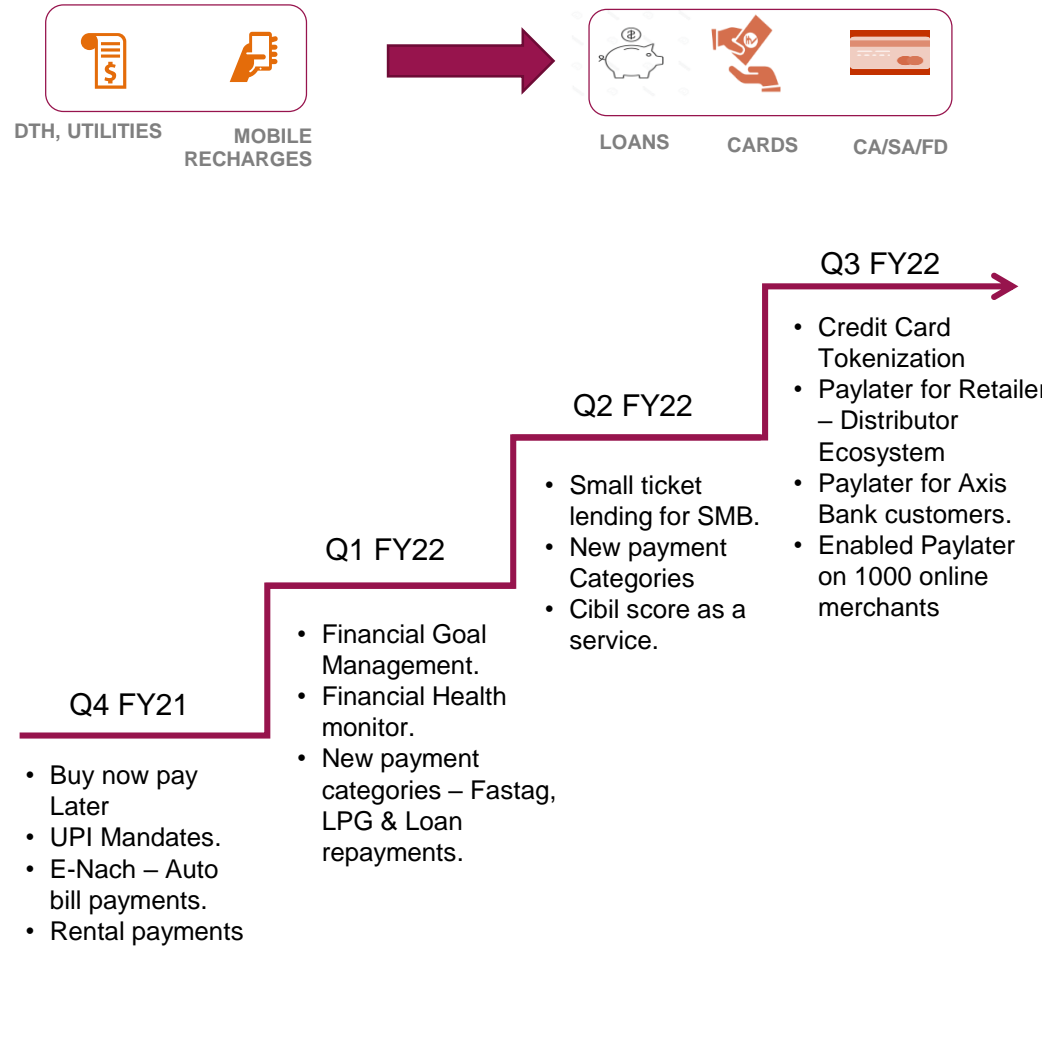 DTH, UTILITIES
MOBILE
RECHARGES
LOANS
CARDS
CA/SA/FD
Q3 FY22
• Credit Card
Tokenization
• Paylater for Retailer
– Distributor
Ecosystem
• Paylater for Axis
Bank customers.
• Enabled Paylater
on 1000 online
merchants
Q2 FY22
• Small ticket
lending for SMB.
• New payment
Categories
• Cibil score as a
service.
Q1 FY22
• Financial Goal
Management.
• Financial Health
monitor.
• New payment
categories – Fastag,
LPG & Loan
repayments.
Q4 FY21
• Buy now pay
Later
• UPI Mandates.
• E-Nach – Auto
bill payments.
• Rental payments